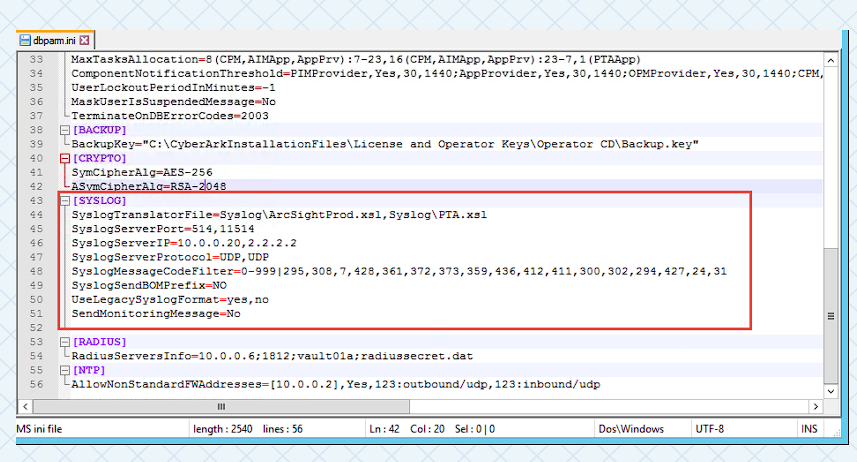 dbparm.ini
33 MaxTasksAllocation=8(CPM,AIMApp,AppPrv):7-23,16(CPM,AIMApp,AppPrv):23-7,1(PTAApp)
34 ComponentNotificationThreshold=PIMProvider,Yes,30,1440;AppProvider,Yes,30,1440;OPMProvider,Yes,30,1440;CPM,
35 UserLockoutPeriodInMinutes=-1
36 MaskUserIsSuspendedMessage=No
37 TerminateOnDBErrorCodes=2003
38 [BACKUP]
39 BackupKey="C:\CyberArkInstallationFiles\License and Operator Keys\Operator CD\Backup.key"
40 [CRYPTO]
41 SymCipherAlg=AES-256
42 ASymCipherAlg=RSA-2048
43 [SYSLOG]
44 SyslogTranslatorFile=Syslog\ArcSightProd.xsl,Syslog\PTA.xsl
45 SyslogServerPort=514,11514
46 SyslogServerIP=10.0.0.20,2.2.2.2
47 SyslogServerProtocol=UDP,UDP
48 SyslogMessageCodeFilter=0-999|295,308,7,428,361,372,373,359,436,412,411,300,302,294,427,24,31
49 SyslogSendBOMPrefix=NO
50 UseLegacySyslogFormat=yes,no
51 SendMonitoringMessage=No
52
53 [RADIUS]
54 RadiusServersInfo=10.0.0.6;1812;vault01a;radiussecret.dat
55 [NTP]
56 AllowNonStandardFWAddresses=[10.0.0.2],Yes,123:outbound/udp,123:inbound/udp
MS ini file length : 2540 lines : 56 Ln : 42 Col : 20 Sel : 0 | 0 Dos\Windows UTF-8 INS